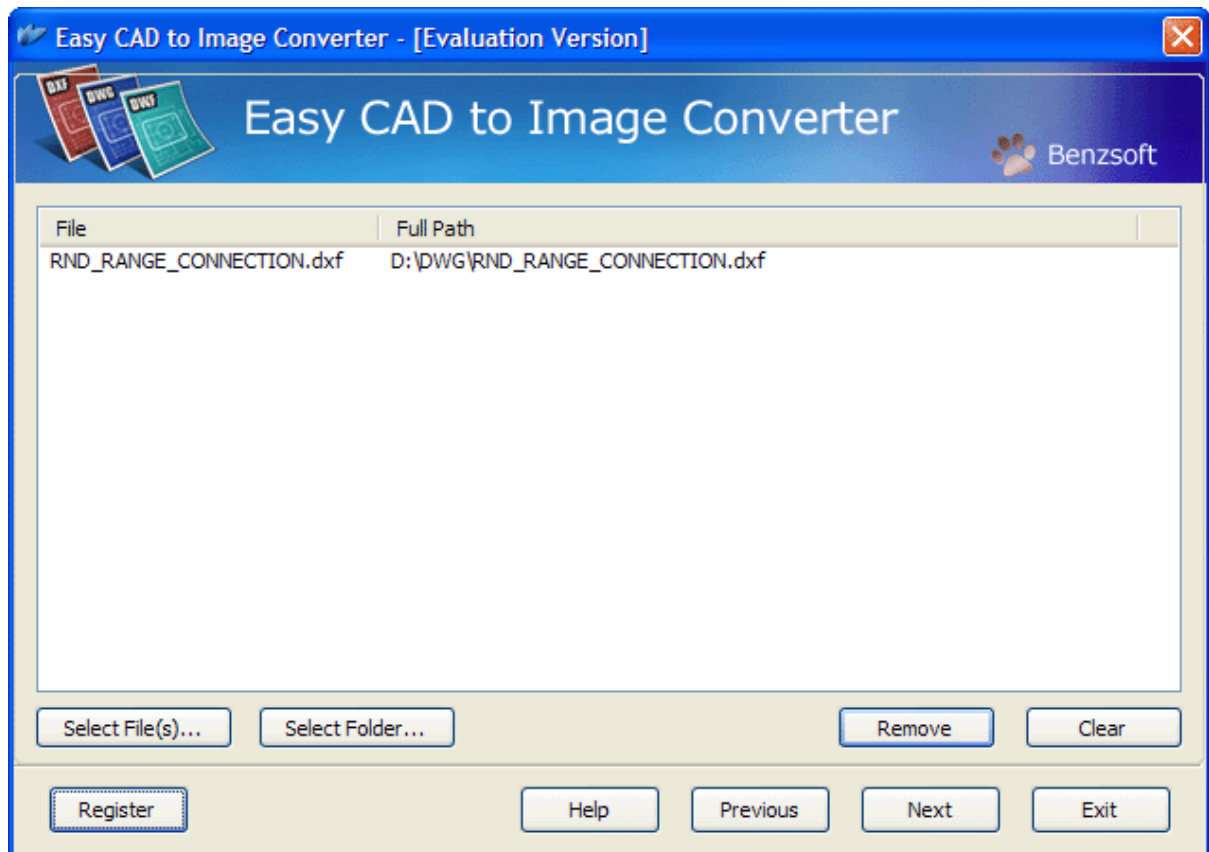 Easy CAD to Image Converter - [Evaluation Version]
DXF
DWG
DWF
Easy CAD to Image Converter
Benzsoft
File Full Path
RND_RANGE_CONNECTION.dxf D:\DWG\RND_RANGE_CONNECTION.dxf
Select File(s)... Select Folder... Remove Clear
Register Help Previous Next Exit